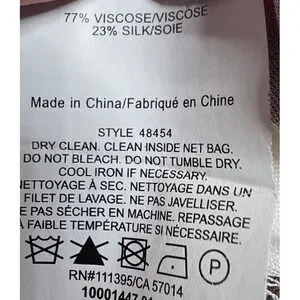 77% VISCOSE/VISCOSE
23% SILK/SOIE
Made in China/Fabriqué en Chine
STYLE 48454
DRY CLEAN. CLEAN INSIDE NET BAG.
DO NOT BLEACH. DO NOT TUMBLE DRY.
COOL IRON IF NECESSARY.
NETTOYAGE À SEC. NETTOYAGE DANS UN
FILET DE LAVAGE. NE PAS JAVELLISER.
NE PAS SÉCHER EN MACHINE. REPASSAGE
À FAIBLE TEMPÉRATURE SI NÉCESSAIRE.
P
RN#111395/CA 57014
10001447